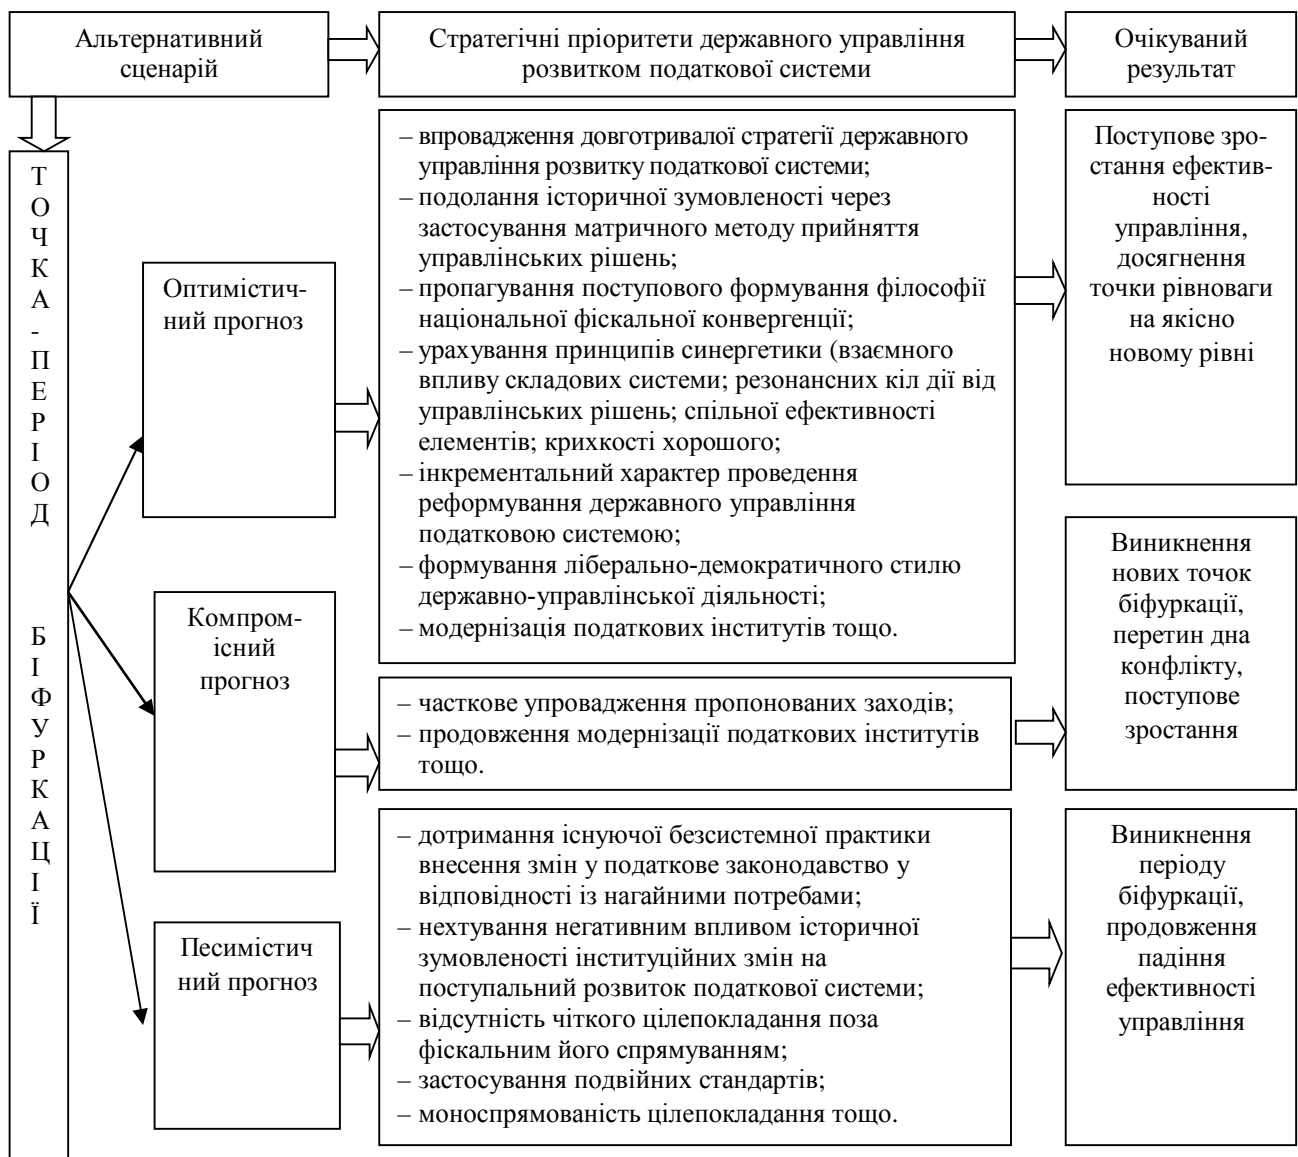 Альтернативний
сценарій
Стратегічні пріоритети державного управління
розвитком податкової системи
Очікуваний
результат
Т
О
Ч
К
А
-
П
Е
Р
І
О
Д
Б
І
Ф
У
Р
К
А
Ц
І
Ї
Оптимістич-
ний прогноз
– впровадження довготривалої стратегії державного
управління розвитку податкової системи;
– подолання історичної зумовленості через
застосування матричного методу прийняття
управлінських рішень;
– пропагування поступового формування філософії
національної фіскальної конвергенції;
– урахування принципів синергетики (взаємного
впливу складових системи; резонансних кіл дії від
управлінських рішень; спільної ефективності
елементів; крихкості хорошого;
– інкрементальний характер проведення
реформування державного управління
податковою системою;
– формування ліберально-демократичного стилю
державно-управлінської діяльності;
– модернізація податкових інститутів тощо.
Поступове зро-
стання ефектив-
ності
управління,
досягнення
точки рівноваги
на якісно
новому рівні
Компром-
існий
прогноз
– часткове упровадження пропонованих заходів;
– продовження модернізації податкових інститутів
тощо.
Виникнення
нових точок
біфуркації,
перетин дна
конфлікту,
поступове
зростання
Песимістич
ний прогноз
– дотримання існуючої безсистемної практики
внесення змін у податкове законодавство у
відповідності із нагайними потребами;
– нехтування негативним впливом історичної
зумовленості інституційних змін на
поступальний розвиток податкової системи;
– відсутність чіткого цілепокладання поза
фіскальним його спрямуванням;
– застосування подвійних стандартів;
– моноспрямованість цілепокладання тощо.
Виникнення
періоду
біфуркації,
продовження
падіння
ефективності
управління